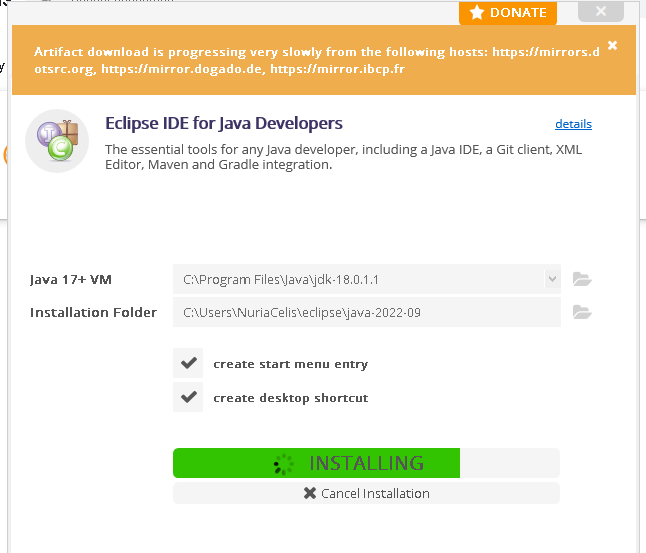 DONATE
Artifact download is progressing very slowly from the following hosts: https://mirrors.d
otsrc.org, https://mirror.dogado.de, https://mirror.ibcp.fr
Eclipse IDE for Java Developers
details
The essential tools for any Java developer, including a Java IDE, a Git client, XML
Editor, Maven and Gradle integration.
Java 17+ VM
C:\Program Files\Java\jdk-18.0.1.1
Installation Folder
C:\Users\NuriaCelis\eclipse\java-2022-09
create start menu entry
create desktop shortcut
INSTALLING
Cancel Installation